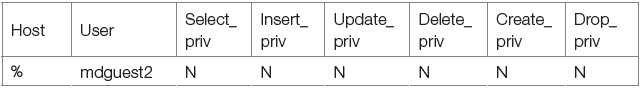 Host User Select_ priv Insert_ priv Update_ priv Delete_ priv Create_ priv Drop_ priv
% mdguest2 N N N N N N